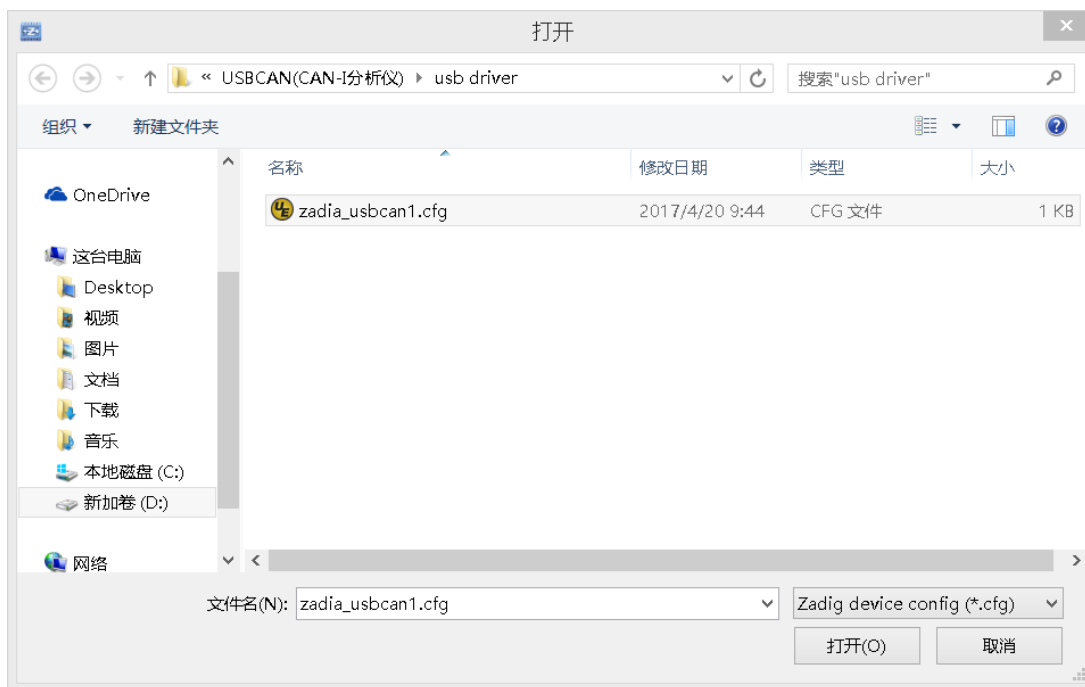 打开
« USBCAN(CAN-I分析仪) usb driver
搜索"usb driver"
组织
新建文件夹
名称 修改日期 类型 大小
OneDrive
zadia_usbcan1.cfg 2017/4/20 9:44 CFG 文件 1 KB
这台电脑
Desktop
视频
图片
文档
下载
音乐
本地磁盘 (C:)
新加卷 (D:)
网络
文件名(N): zadia_usbcan1.cfg
Zadig device config (*.cfg)
打开(O) 取消